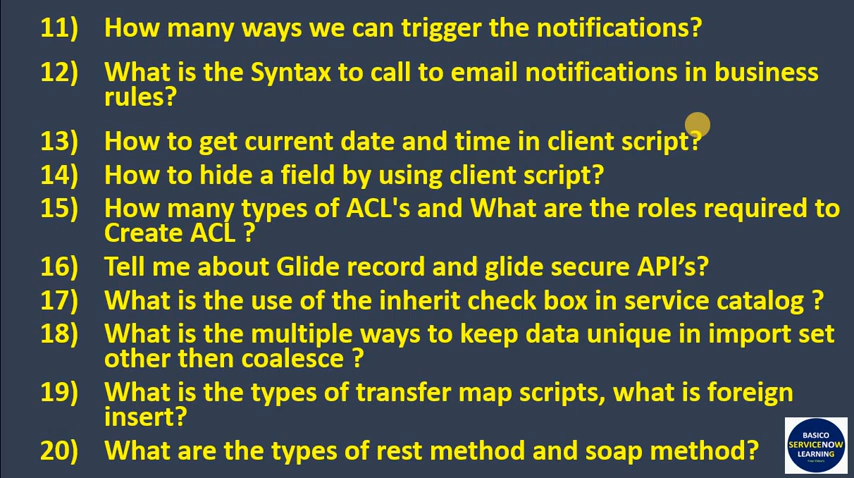 11) How many ways we can trigger the notifications?
12) What is the Syntax to call to email notifications in business
rules?
13) How to get current date and time in client script?
14) How to hide a field by using client script?
15) How many types of ACL's and What are the roles required to
Create ACL ?
16) Tell me about Glide record and glide secure API’s?
17) What is the use of the inherit check box in service catalog ?
18) What is the multiple ways to keep data unique in import set
other then coalesce ?
19) What is the types of transfer map scripts, what is foreign
insert?
20) What are the types of rest method and soap method?
BASICO
SERVICENOW
LEARNING